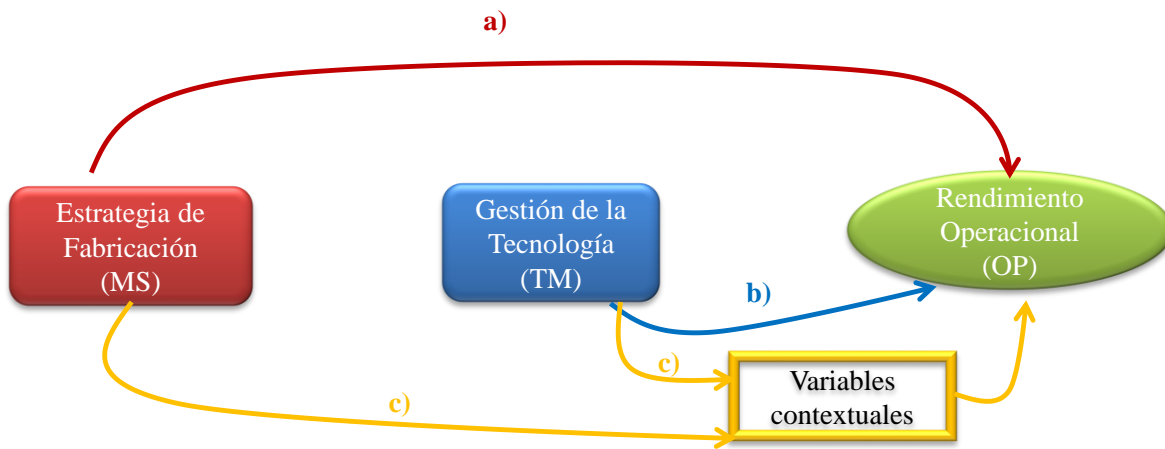 a)
Estrategia de
Fabricación
(MS)
Gestión de la
Tecnología
(TM)
Rendimiento
Operacional
(OP)
b)
c)
Variables
contextuales
c)